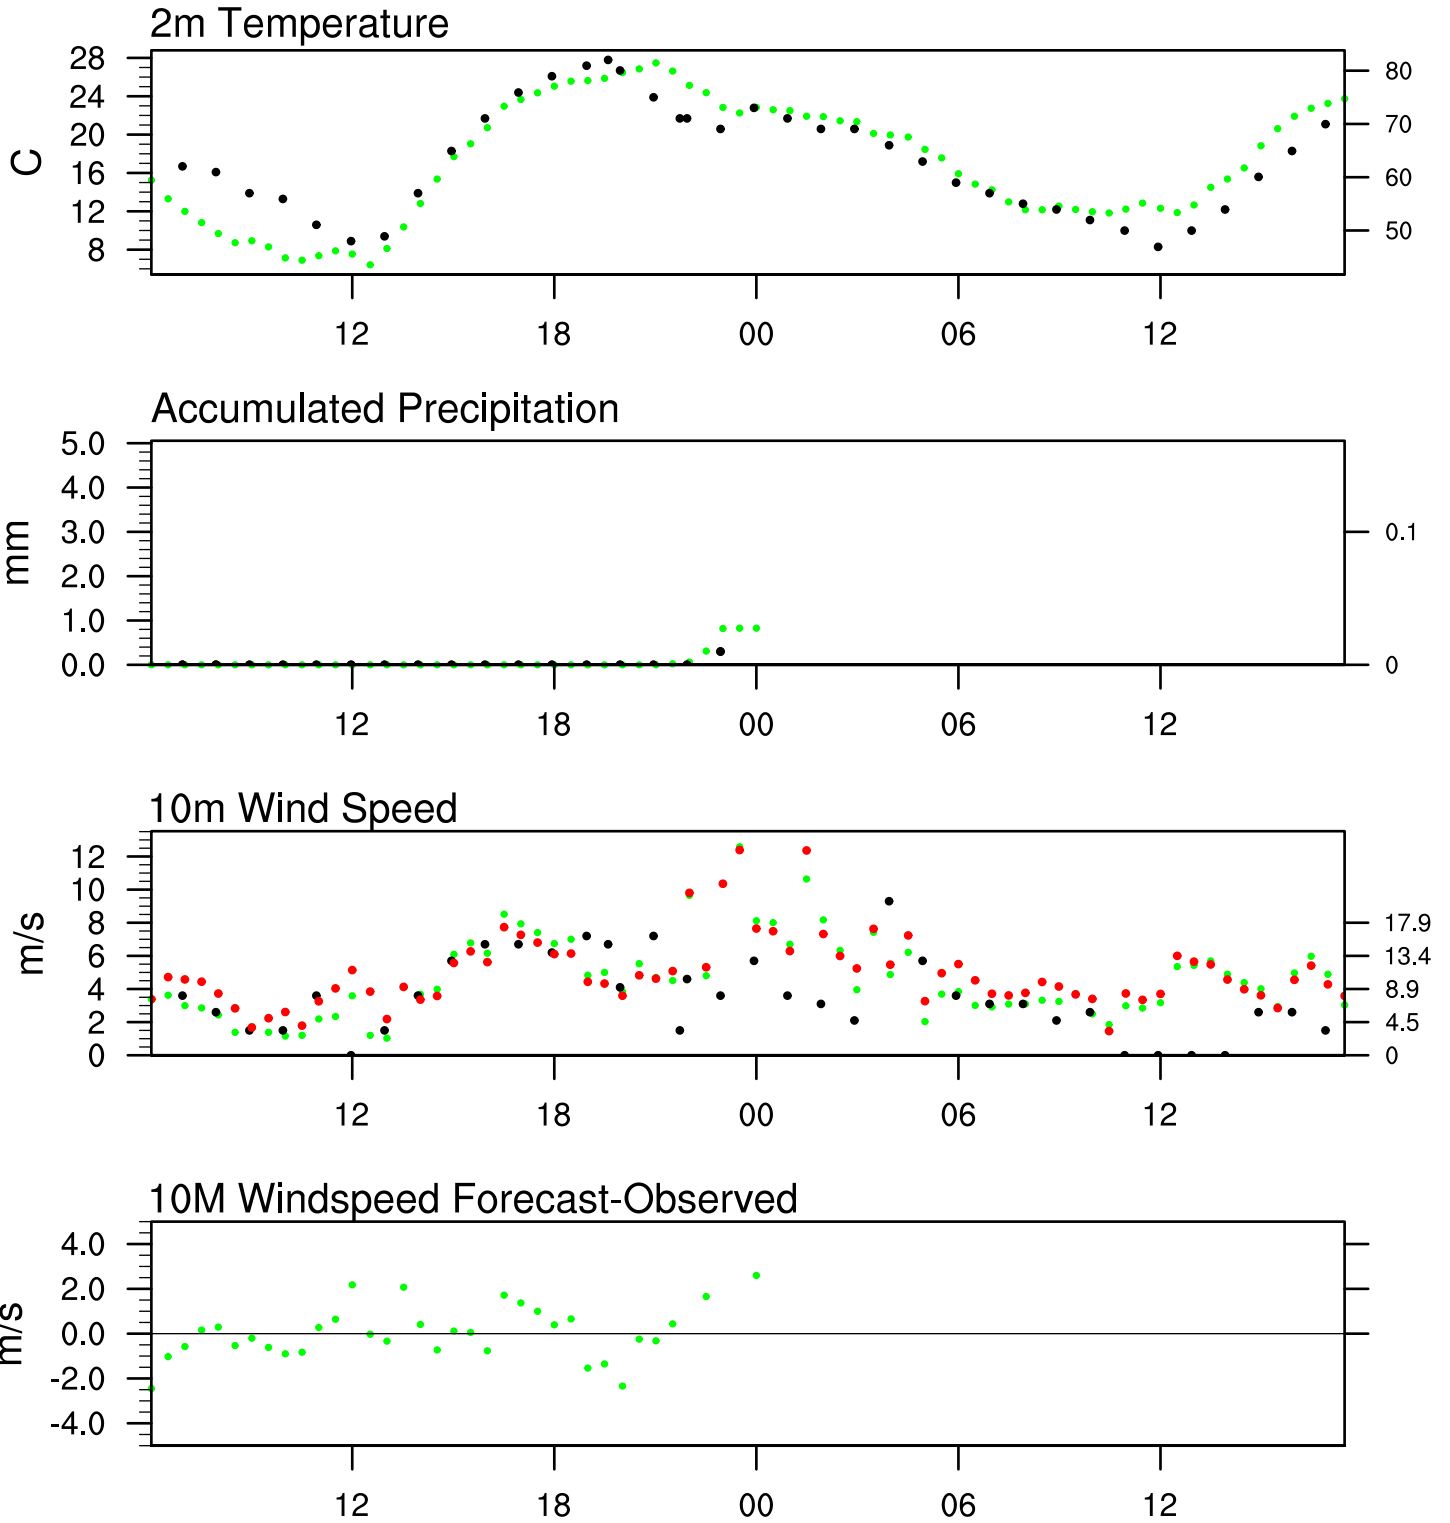 2m Temperature
28
24
20
16
12
8
C
80
70
60
50
12 18 00 06 12
Accumulated Precipitation
5.0
4.0
3.0
2.0
1.0
0.0
mm
0.1
0
12 18 00 06 12
10m Wind Speed
12
10
8
6
4
2
0
m/s
17.9
13.4
8.9
4.5
0
12 18 00 06 12
10M Windspeed Forecast-Observed
4.0
2.0
0.0
-2.0
-4.0
m/s
12 18 00 06 12